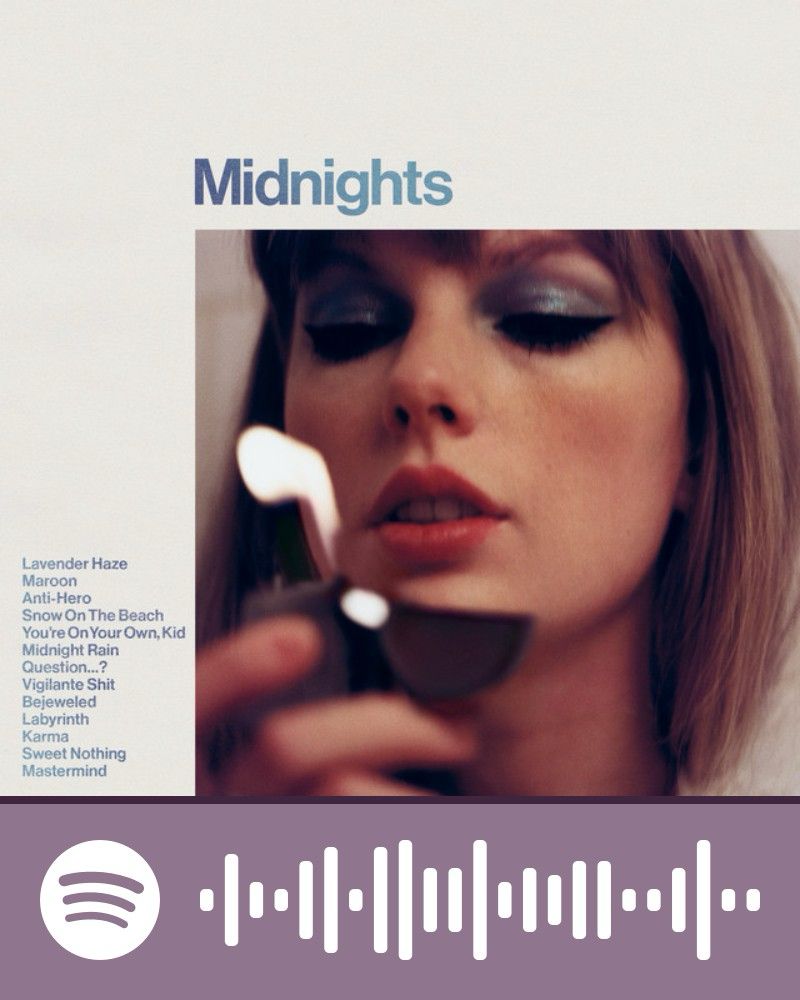 Midnights
Lavender Haze
Maroon
Anti-Hero
Snow On The Beach
You're On Your Own, Kid
Midnight Rain
Question...?
Vigilante Shit
Bejeweled
Labyrinth
Karma
Sweet Nothing
Mastermind